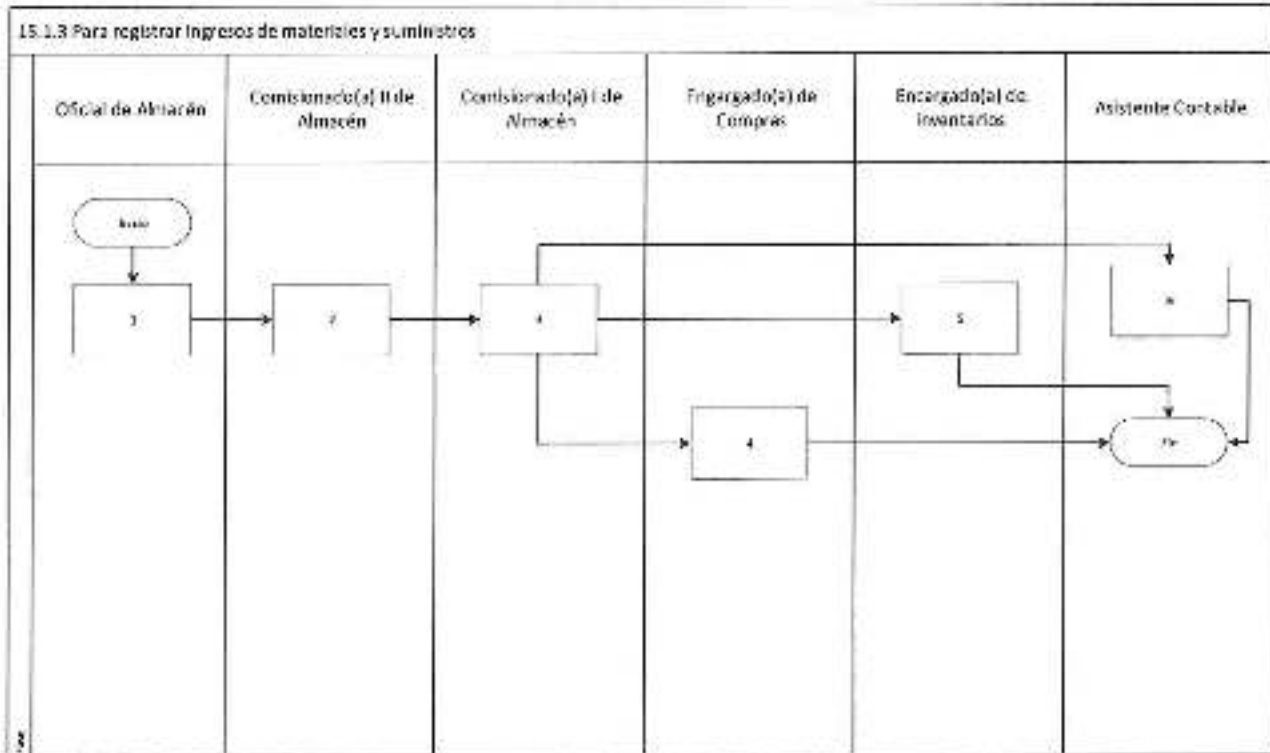 15.1.3 Para registrar ingresos de materiales y suministros
Oficial de Almacén
Comisionado(a) II de
Almacén
Comisionado(a) I de
Almacén
Engargado(a) de
Compras
Encargado(a) de
inventarios
Asistente Contable
Inicio
1
2
5
4
Fin